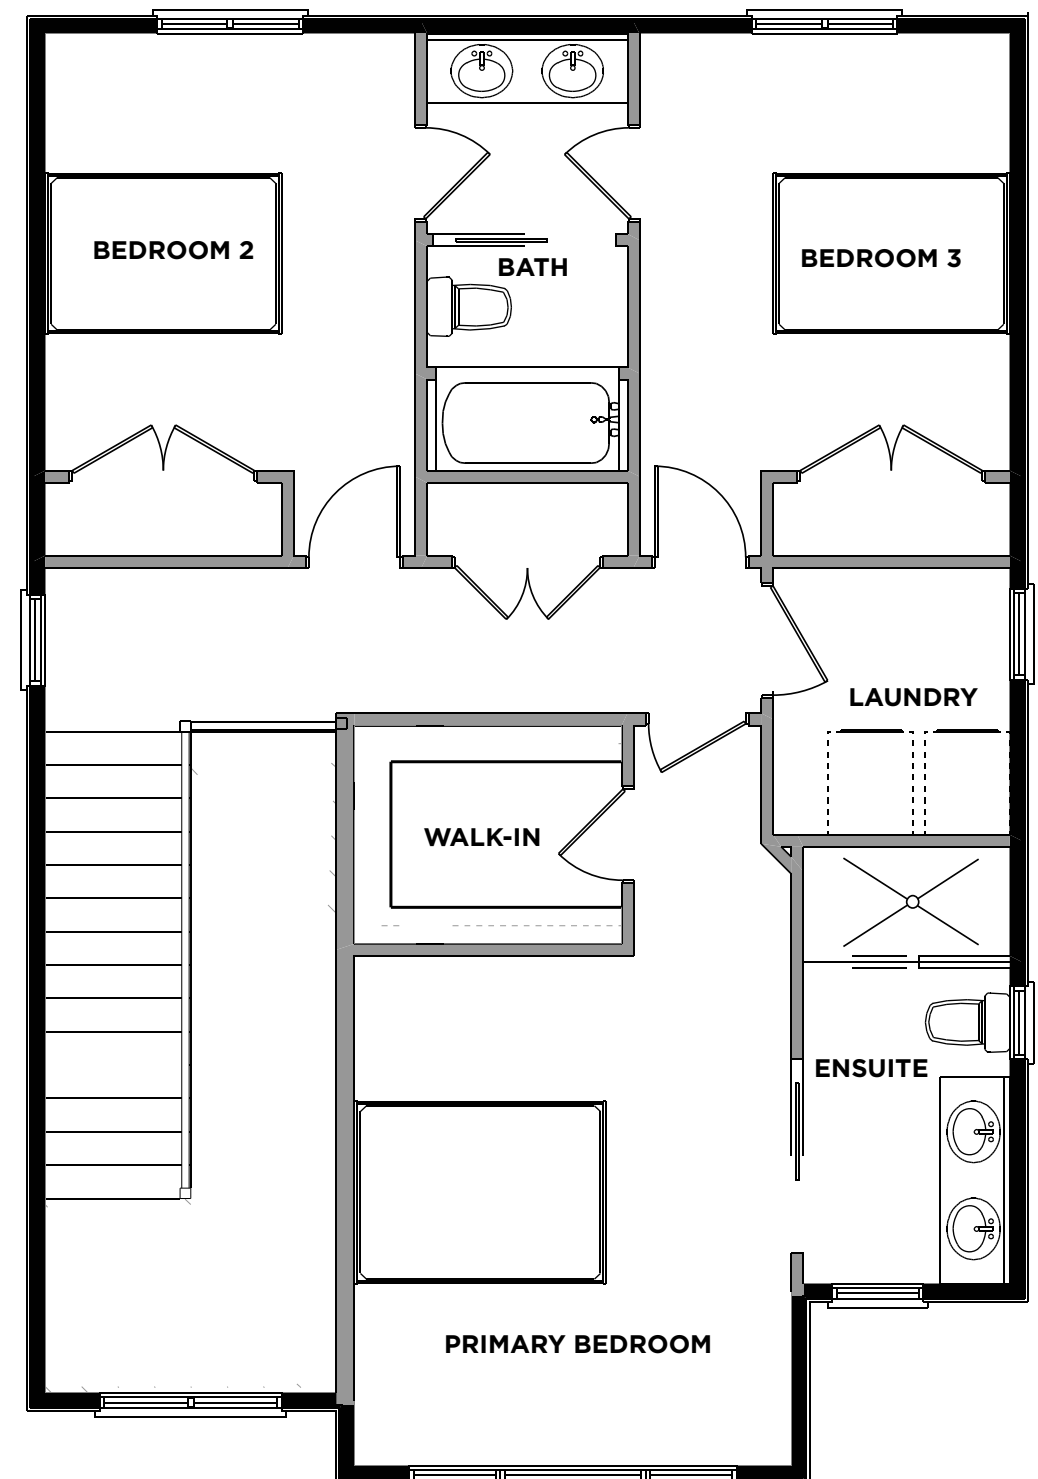 BEDROOM 2
BATH
BEDROOM 3
LAUNDRY
WALK-IN
ENSUITE
PRIMARY BEDROOM